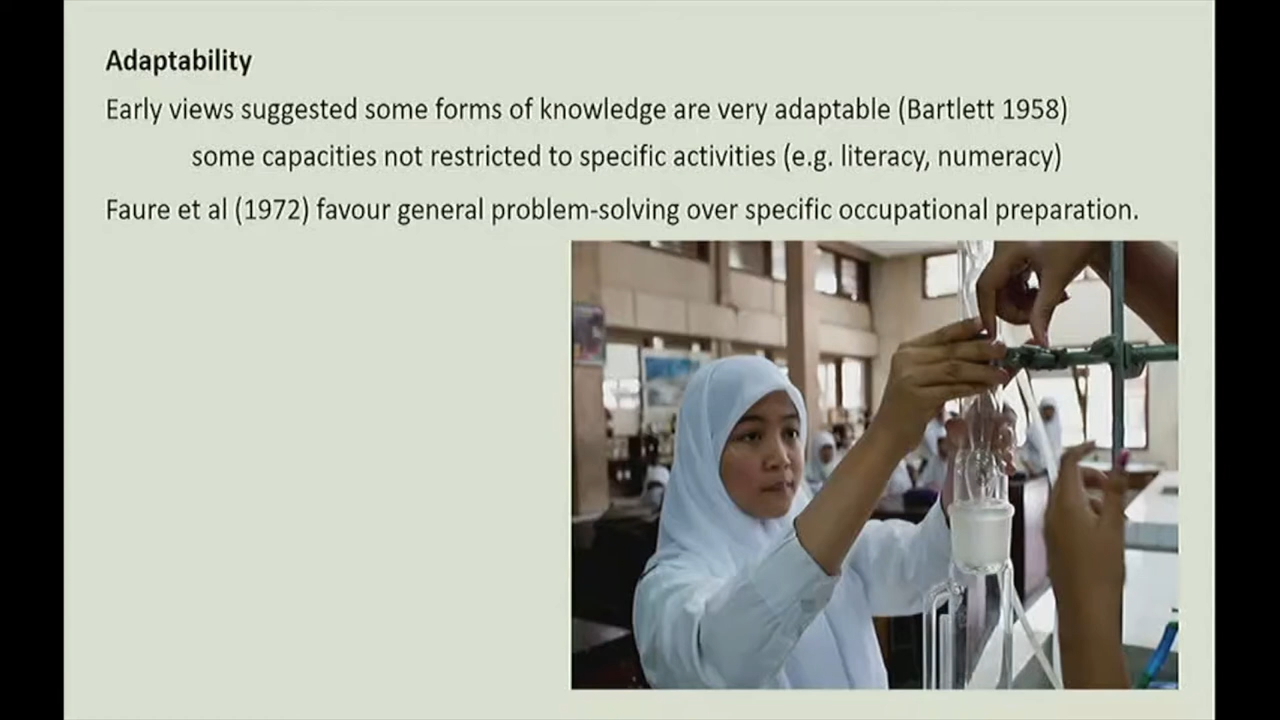 Adaptability
Early views suggested some forms of knowledge are very adaptable (Bartlett 1958)
some capacities not restricted to specific activities (e.g. literacy, numeracy)
Faure et al (1972) favour general problem-solving over specific occupational preparation.